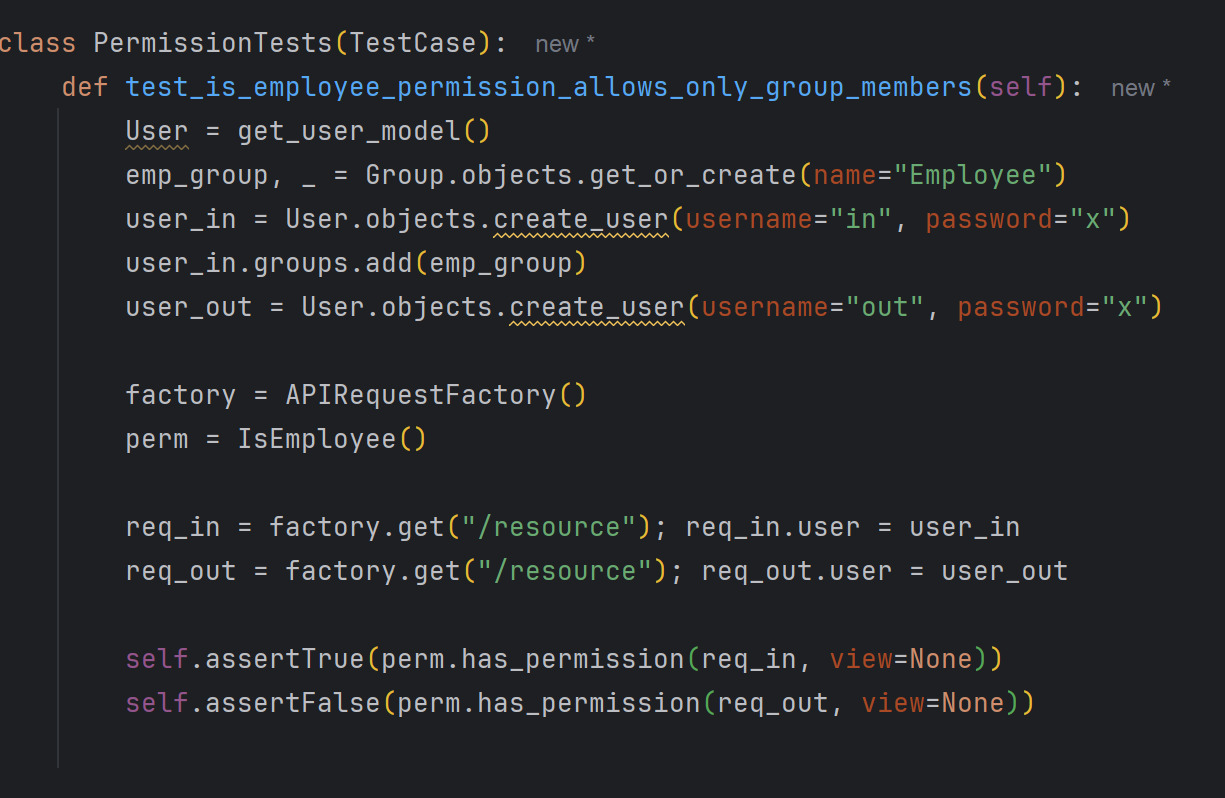 class PermissionTests(TestCase):  new *
    def test_is_employee_permission_allows_only_group_members(self):  new *
        User = get_user_model()
        emp_group, _ = Group.objects.get_or_create(name="Employee")
        user_in = User.objects.create_user(username="in", password="x")
        user_in.groups.add(emp_group)
        user_out = User.objects.create_user(username="out", password="x")

        factory = APIRequestFactory()
        perm = IsEmployee()

        req_in = factory.get("/resource"); req_in.user = user_in
        req_out = factory.get("/resource"); req_out.user = user_out

        self.assertTrue(perm.has_permission(req_in, view=None))
        self.assertFalse(perm.has_permission(req_out, view=None))